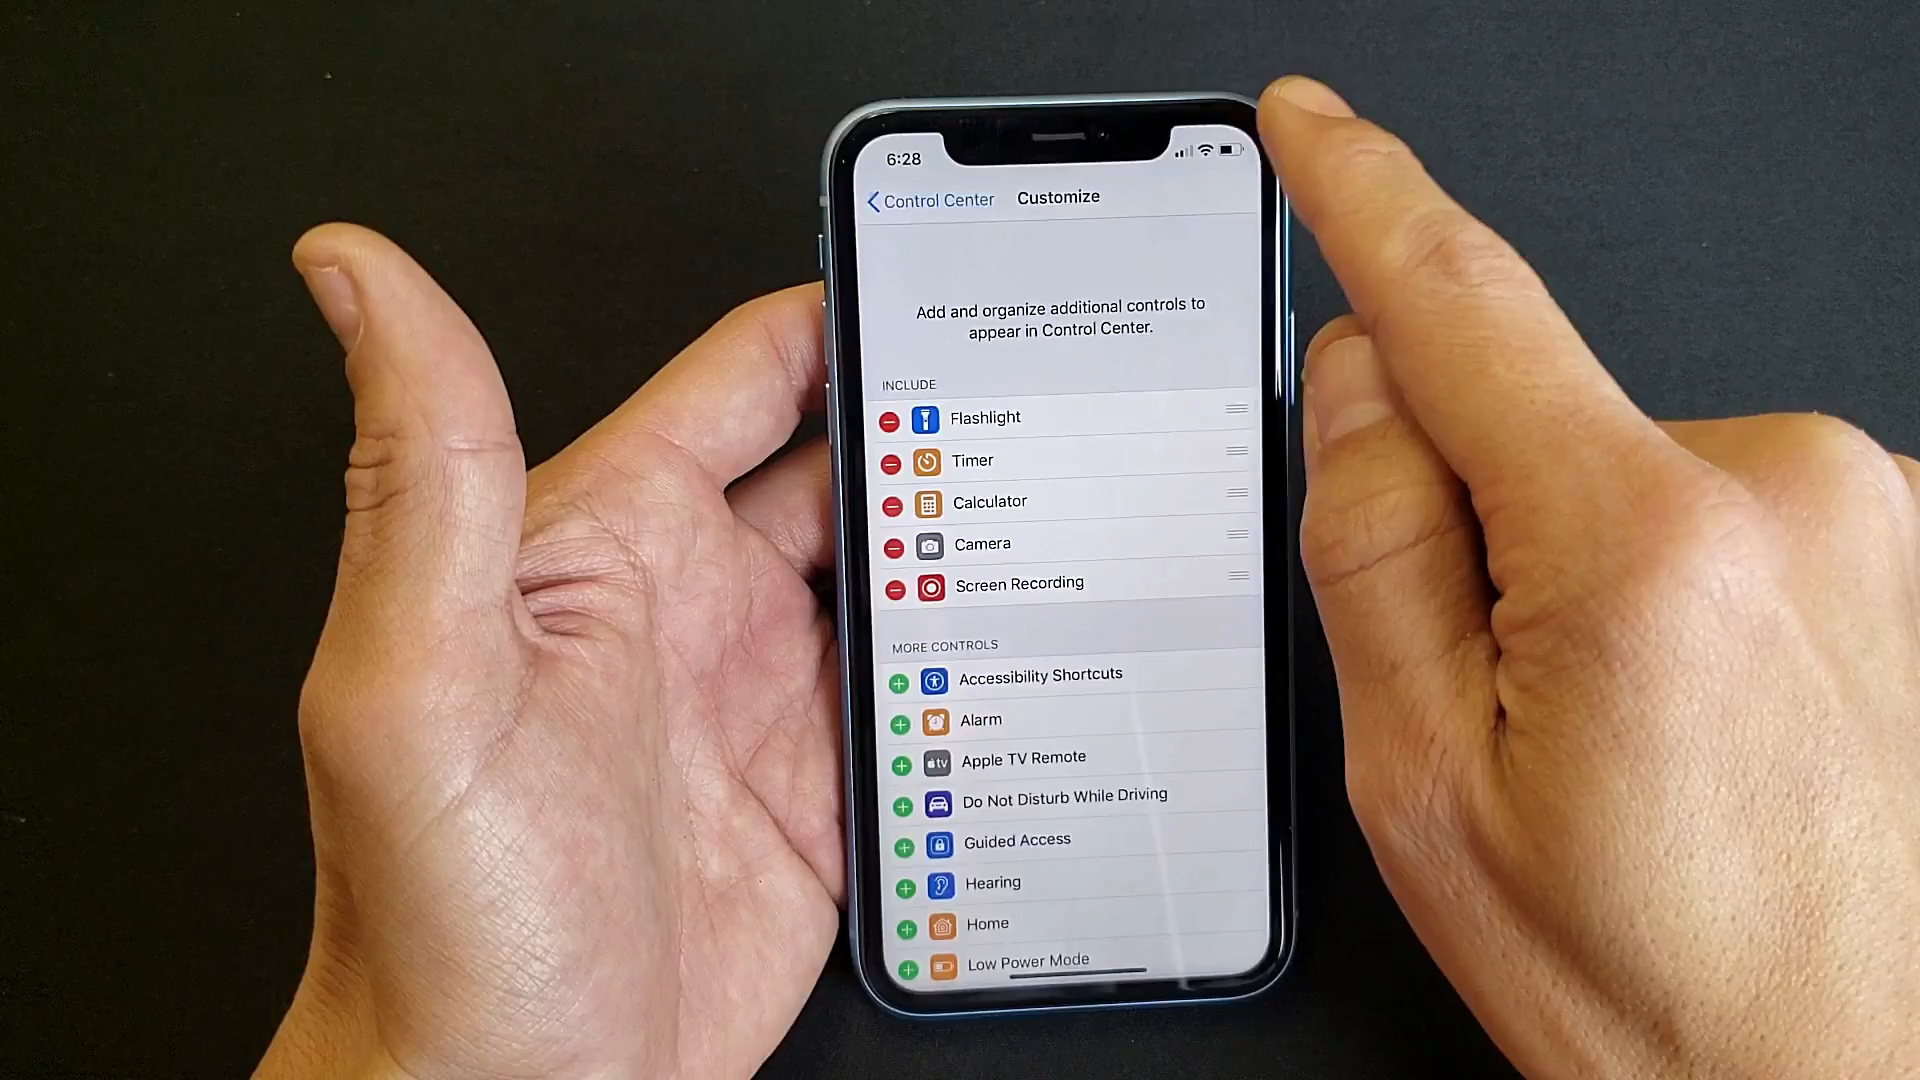 6:28
Control Center Customize
Add and organize additional controls to
appear in Control Center.
INCLUDE
Flashlight
Timer
Calculator
Camera
Screen Recording
MORE CONTROLS
Accessibility Shortcuts
Alarm
tv Apple TV Remote
Do Not Disturb While Driving
Guided Access
Hearing
Home
Low Power Mode